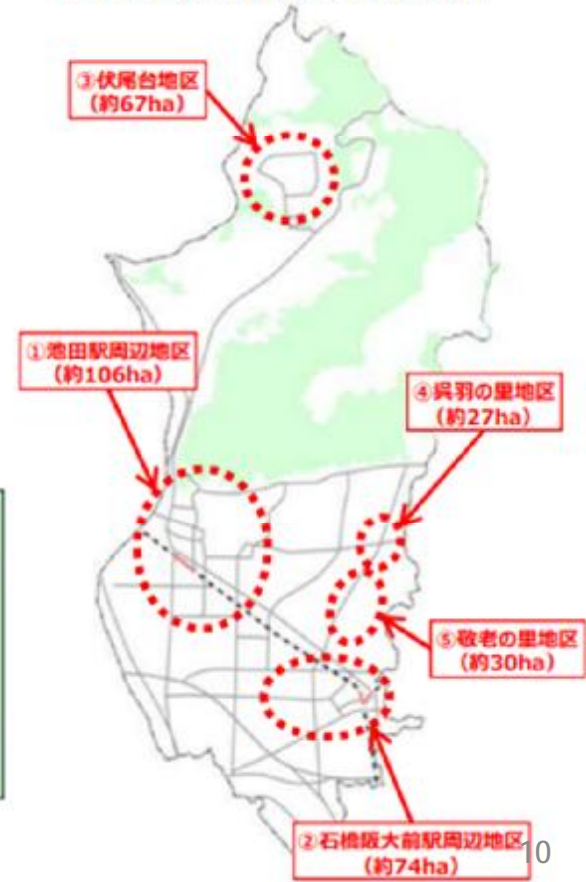 ③伏尾台地区
（約67ha）
①池田駅周辺地区
（約106ha）
④呉羽の里地区
（約27ha）
⑤敬老の里地区
（約30ha）
②石橋阪大前駅周辺地区
（約74ha）
10